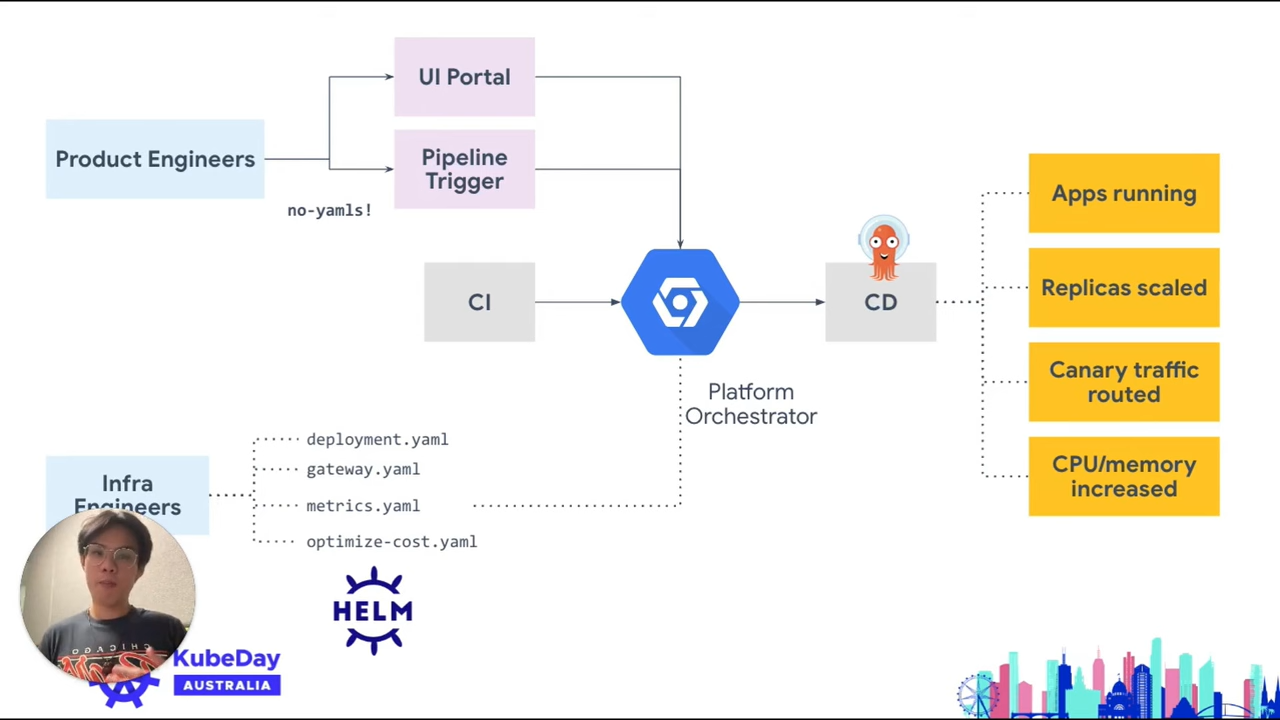 UI Portal
Product Engineers
Pipeline
Trigger
no-yamls!
CI
CD
Platform
Orchestrator
Apps running
Replicas scaled
Canary traffic
routed
CPU/memory
increased
Infra
Engineers
deployment.yaml
gateway.yaml
metrics.yaml
optimize-cost.yaml
HELM
KubeDay
AUSTRALIA